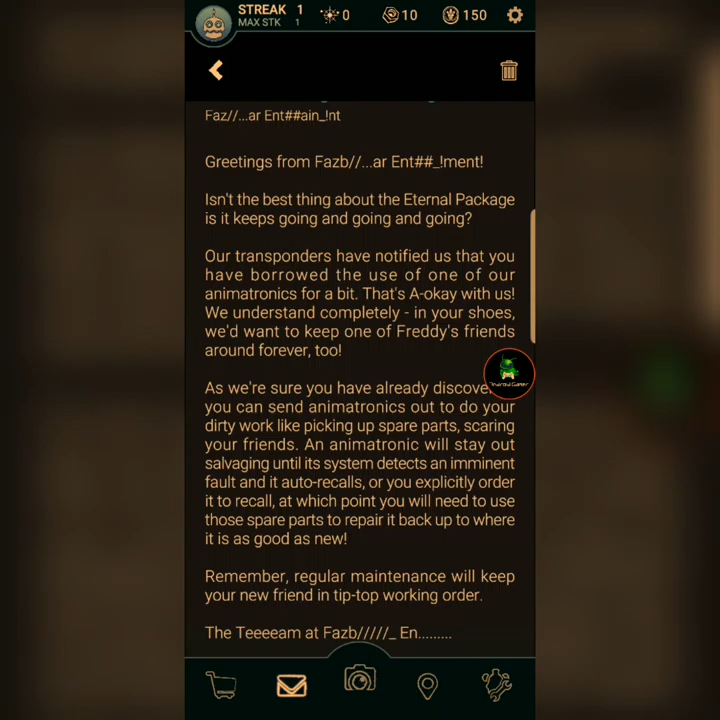 STREAK 1 0 10 150
MAX STK 1
Faz//...ar Ent##ain_!nt
Greetings from Fazb//...ar Ent##_!ment!
Isn't the best thing about the Eternal Package
is it keeps going and going and going?
Our transponders have notified us that you
have borrowed the use of one of our
animatronics for a bit. That's A-okay with us!
We understand completely - in your shoes,
we'd want to keep one of Freddy's friends
around forever, too!
As we're sure you have already discove
you can send animatronics out to do your
dirty work like picking up spare parts, scaring
your friends. An animatronic will stay out
salvaging until its system detects an imminent
fault and it auto-recalls, or you explicitly order
it to recall, at which point you will need to use
those spare parts to repair it back up to where
it is as good as new!
Remember, regular maintenance will keep
your new friend in tip-top working order.
The Teeeeam at Fazb/////_ En.........
Android Gamer